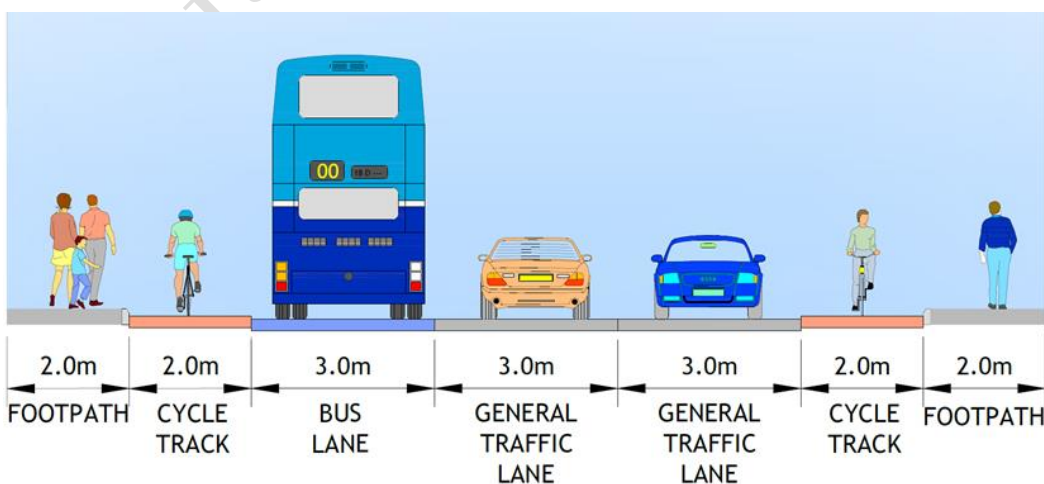 00
2.0m
2.0m
3.0m
3.0m
3.0m
2.0m
2.0m
FOOTPATH
CYCLE
TRACK
BUS
LANE
GENERAL
TRAFFIC
LANE
GENERAL
TRAFFIC
LANE
CYCLE
TRACK
FOOTPATH